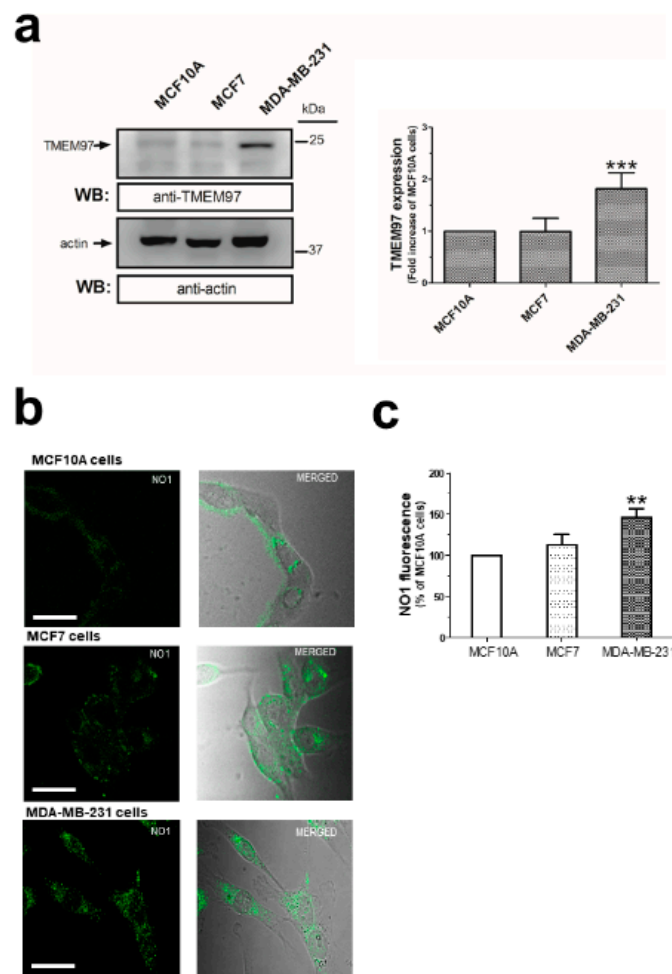 a
MCF10A
MCF7
MDA-MB-231
kDa
TMEM97
25
WB: anti-TMEM97
actin
37
WB: anti-actin
TMEM97 expression
(Fold increase of MCF10A cells)
3
2
1
0
***
MCF10A
MCF7
MDA-MB-231
b
MCF10A cells
NO1
MERGED
MCF7 cells
NO1
MERGED
MDA-MB-231 cells
NO1
MERGED
c
NO1 fluorescence
(% of MCF10A cells)
200
150
100
50
0
**
MCF10A
MCF7
MDA-MB-231